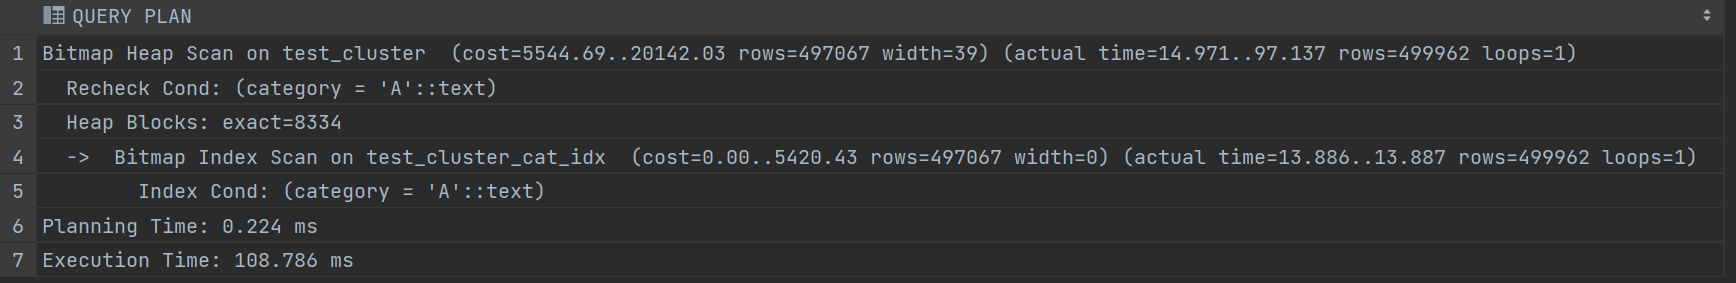 QUERY PLAN
1 Bitmap Heap Scan on test_cluster (cost=5544.69..20142.03 rows=497067 width=39) (actual time=14.971..97.137 rows=499962 loops=1)
2 Recheck Cond: (category = 'A'::text)
3 Heap Blocks: exact=8334
4 -> Bitmap Index Scan on test_cluster_cat_idx (cost=0.00..5420.43 rows=497067 width=0) (actual time=13.886..13.887 rows=499962 loops=1)
5 Index Cond: (category = 'A'::text)
6 Planning Time: 0.224 ms
7 Execution Time: 108.786 ms